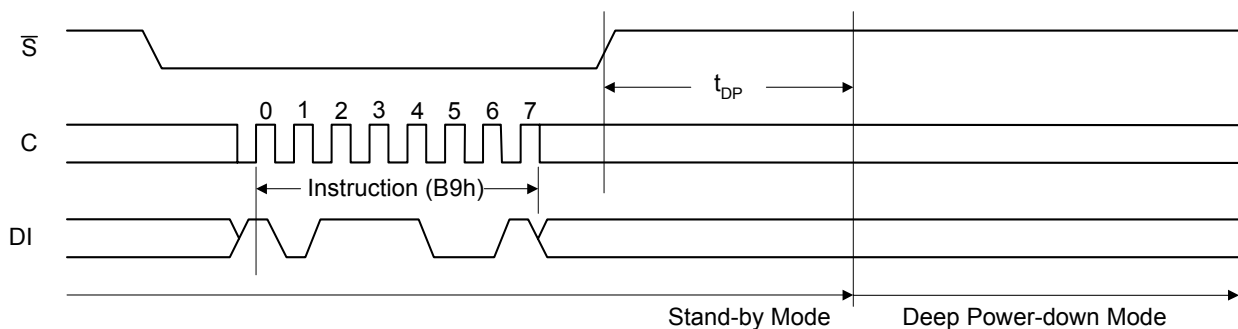 S̅
t_DP
0 1 2 3 4 5 6 7
C
Instruction (B9h)
DI
Stand-by Mode Deep Power-down Mode